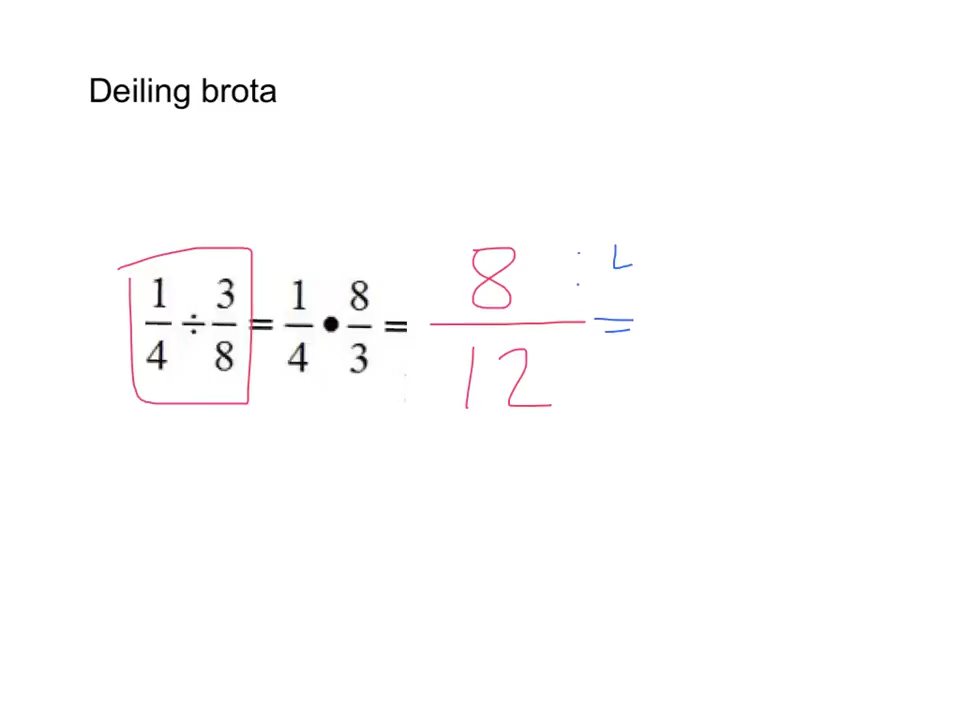 Deiling brota
1/4 ÷ 3/8 = 1/4 • 8/3 = 8/12 : =